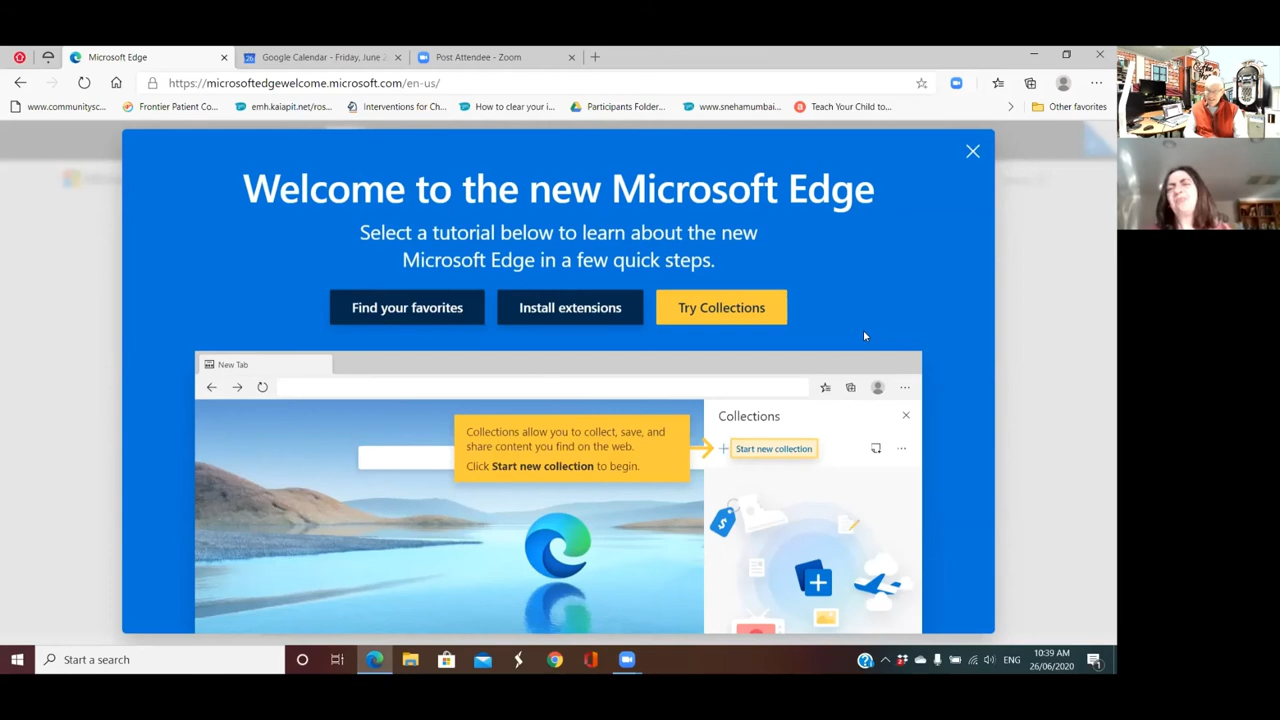 Microsoft Edge
Google Calendar - Friday, June 2
Post Attendee - Zoom
https://microsoftedgewelcome.microsoft.com/en-us/
www.communitysc...
Frontier Patient Co...
emh.kaiapit.net/ros...
Interventions for Ch...
How to clear your i...
Participants Folder...
www.snehamumbai...
Teach Your Child to...
Other favorites
Welcome to the new Microsoft Edge
Select a tutorial below to learn about the new
Microsoft Edge in a few quick steps.
Find your favorites
Install extensions
Try Collections
New Tab
Collections
Collections allow you to collect, save, and
share content you find on the web.
Click Start new collection to begin.
Start new collection
Start a search
ENG
10:39 AM
26/06/2020
1